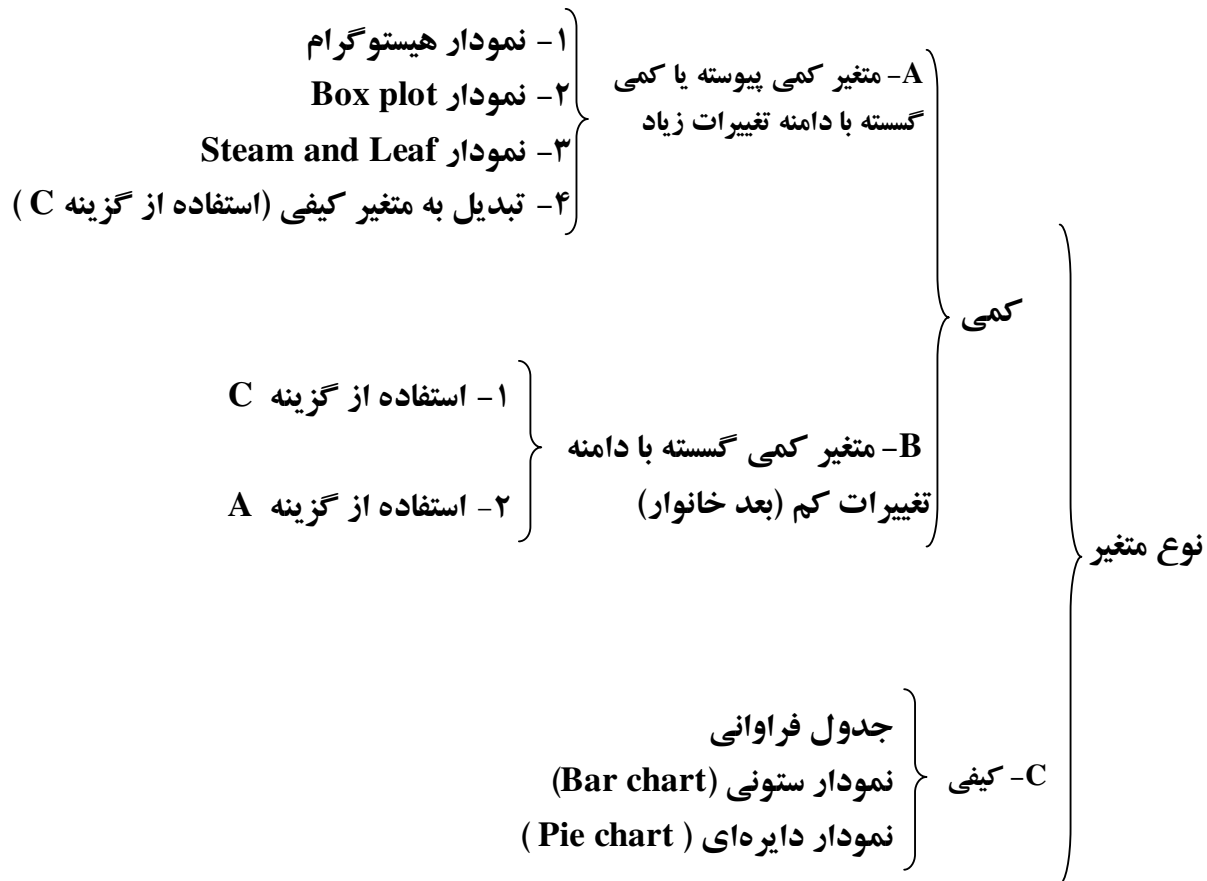 نوع متغیر
کمی
A- متغیر کمی پیوسته یا کمی
گسسته با دامنه تغییرات زیاد
۱- نمودار هیستوگرام
۲- نمودار Box plot
۳- نمودار Steam and Leaf
۴- تبدیل به متغیر کیفی (استفاده از گزینه C )
B- متغیر کمی گسسته با دامنه
تغییرات کم (بعد خانوار)
۱- استفاده از گزینه C
۲- استفاده از گزینه A
C- کیفی
جدول فراوانی
نمودار ستونی (Bar chart)
نمودار دایره‌ای ( Pie chart )